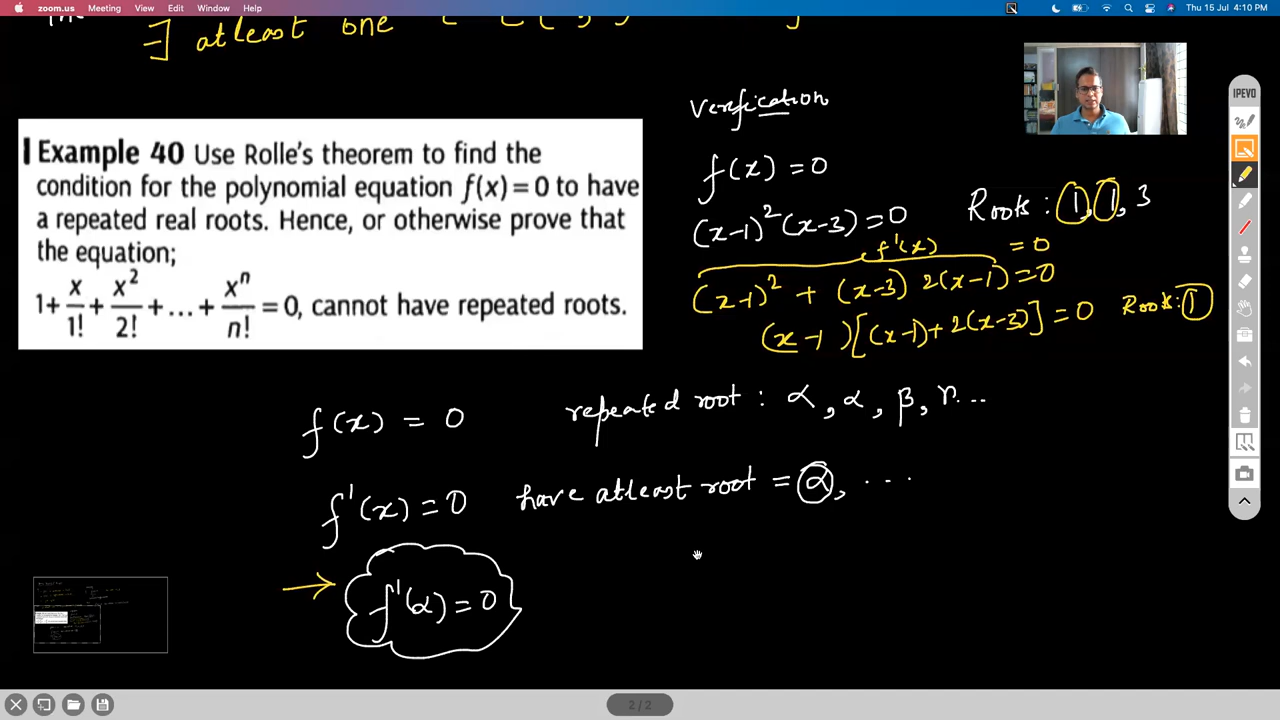 zoom.us Meeting View Edit Window Help Thu 15 Jul 4:10 PM
∃ atleast one
Example 40 Use Rolle's theorem to find the
condition for the polynomial equation f(x) = 0 to have
a repeated real roots. Hence, or otherwise prove that
the equation;
1+ x/1! + x²/2! + ... + xⁿ/n! = 0, cannot have repeated roots.
Verification
f(x) = 0
(x-1)²(x-3) = 0 Roots : 1, 1, 3
f'(x) = 0
(x-1)² + (x-3) 2(x-1) = 0
(x-1)[(x-1)+2(x-3)] = 0 Root: 1
f(x) = 0 repeated root : α, α, β, γ...
f'(x) = 0 have atleast root = α, ...
→ f'(α) = 0
IPEVO
2 / 2